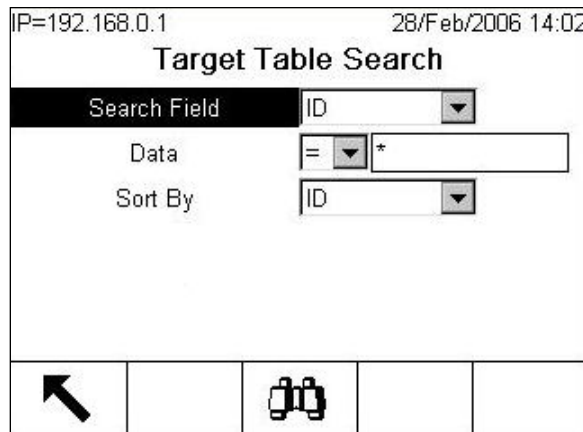 IP=192.168.0.1 28/Feb/2006 14:02
Target Table Search
Search Field ID
Data = *
Sort By ID